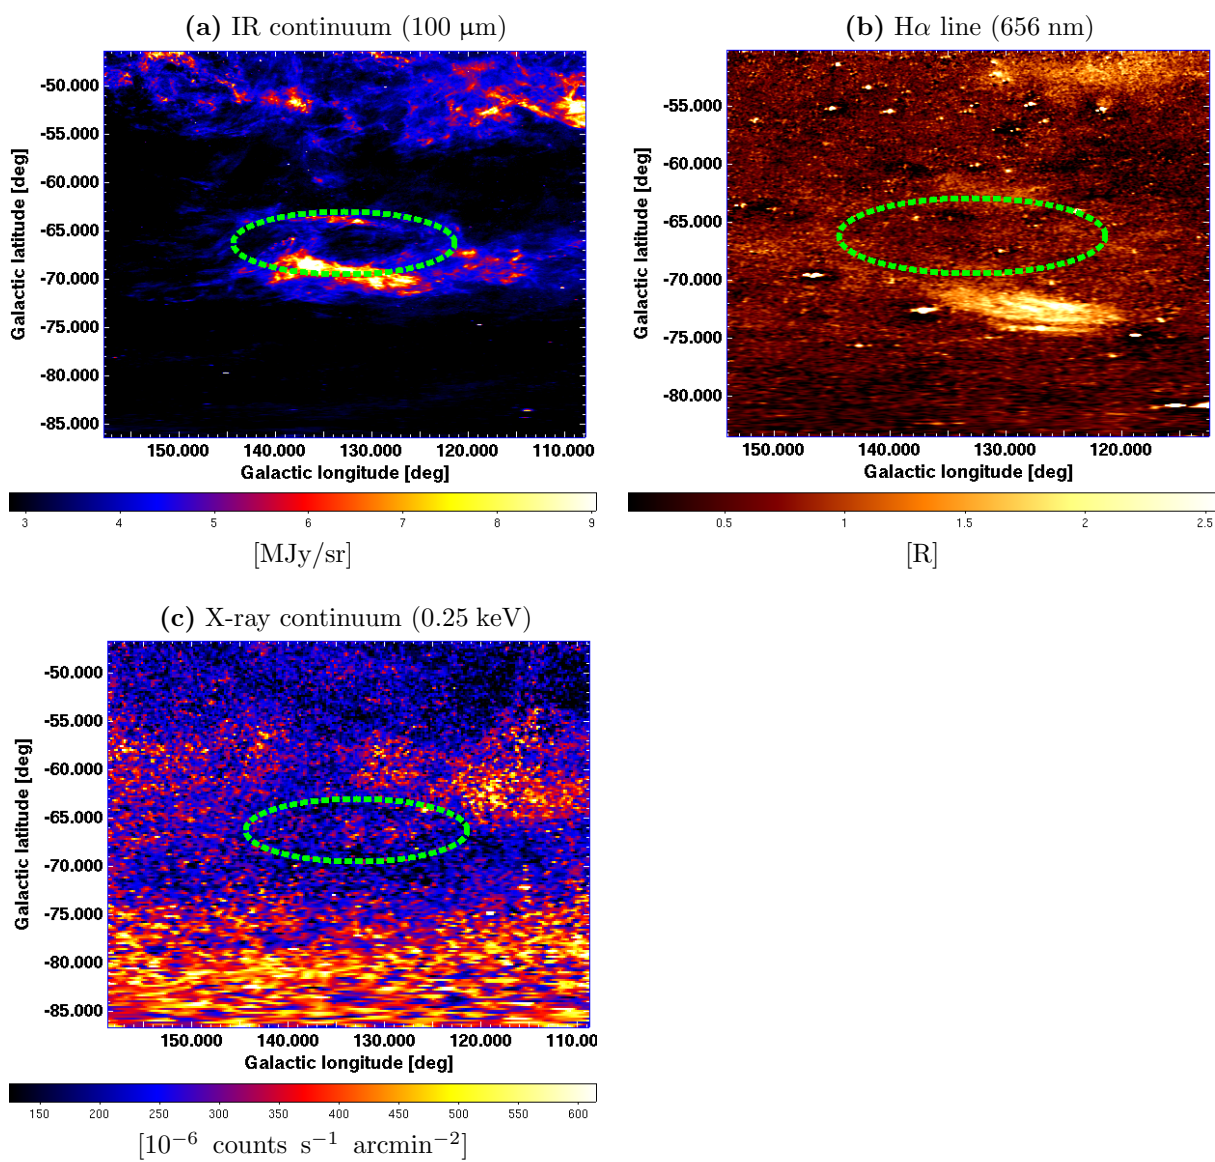 (a) IR continuum (100 μm)
-50.000
-55.000
-60.000
-65.000
-70.000
-75.000
-80.000
-85.000
Galactic latitude [deg]
150.000 140.000 130.000 120.000 110.000
Galactic longitude [deg]
3 4 5 6 7 8 9
[MJy/sr]
(b) Hα line (656 nm)
-55.000
-60.000
-65.000
-70.000
-75.000
-80.000
Galactic latitude [deg]
150.000 140.000 130.000 120.000
Galactic longitude [deg]
0.5 1 1.5 2 2.5
[R]
(c) X-ray continuum (0.25 keV)
-50.000
-55.000
-60.000
-65.000
-70.000
-75.000
-80.000
-85.000
Galactic latitude [deg]
150.000 140.000 130.000 120.000 110.00
Galactic longitude [deg]
150 200 250 300 350 400 450 500 550 600
[10⁻⁶ counts s⁻¹ arcmin⁻²]